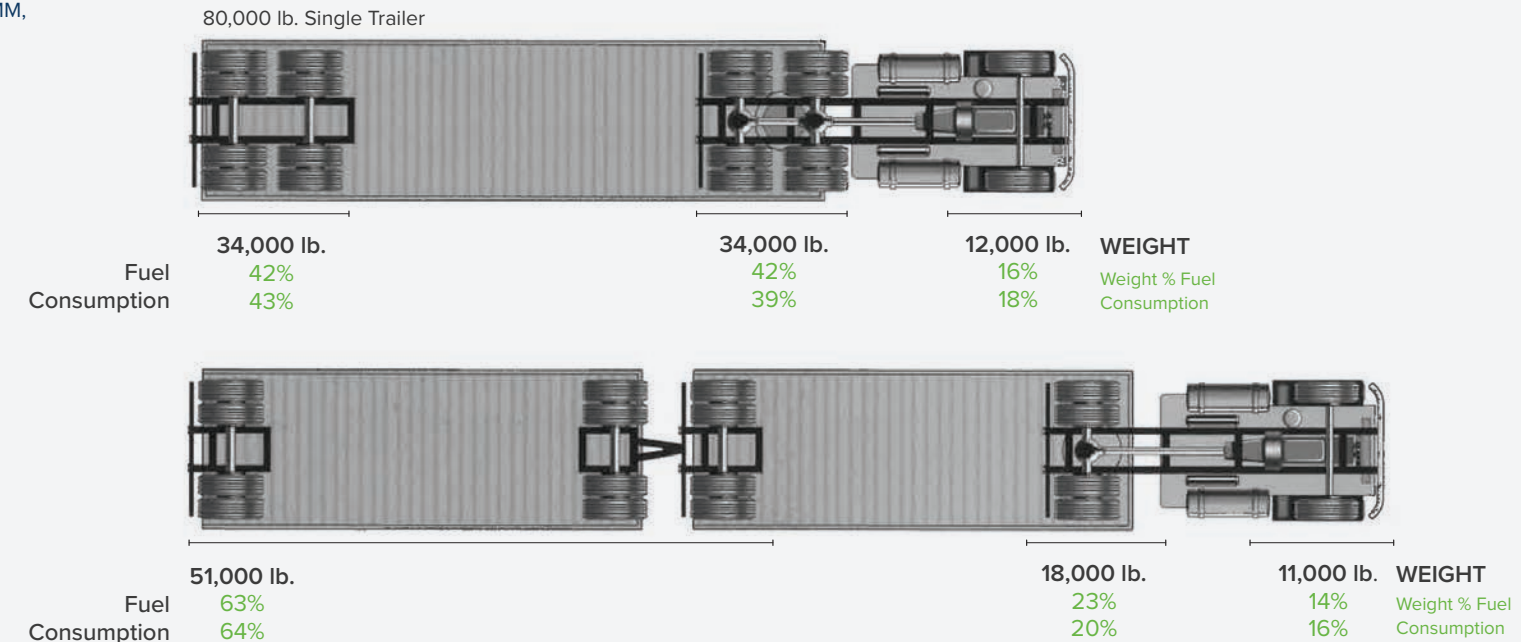 MM,
80,000 lb. Single Trailer
34,000 lb. 34,000 lb. 12,000 lb. WEIGHT
Fuel 42% 42% 16% Weight % Fuel
Consumption 43% 39% 18% Consumption
51,000 lb. 18,000 lb. 11,000 lb. WEIGHT
Fuel 63% 23% 14% Weight % Fuel
Consumption 64% 20% 16% Consumption